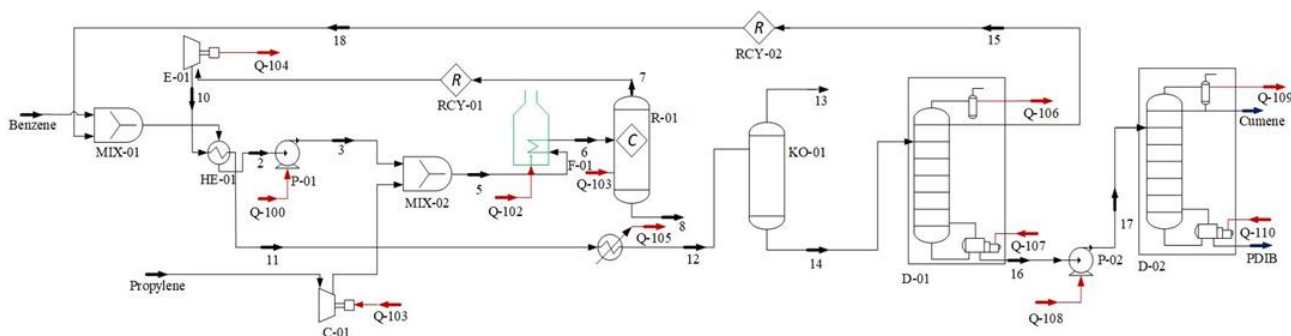 18
RCY-02
15
E-01
Q-104
10
RCY-01
7
R-01
13
Q-106
Q-109
Cumene
Benzene
MIX-01
HE-01
2
P-01
3
Q-100
MIX-02
5
Q-102
6
F-01
Q-103
C
8
KO-01
11
Q-105
12
14
D-01
Q-107
16
P-02
Q-108
17
D-02
Q-110
PDIB
Propylene
C-01
Q-103
R
R